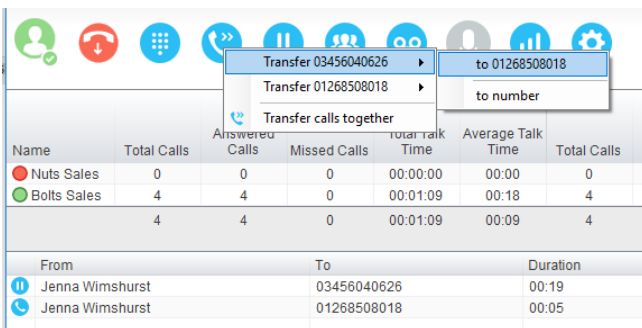 Transfer 03456040626
to 01268508018
Transfer 01268508018
to number
Transfer calls together
Name Total Calls Answered Calls Missed Calls Total Talk Time Average Talk Time Total Calls
Nuts Sales 0 0 0 00:00:00 00:00 0
Bolts Sales 4 4 0 00:01:09 00:18 4
4 4 0 00:01:09 00:09 4
From To Duration
Jenna Wimshurst 03456040626 00:19
Jenna Wimshurst 01268508018 00:05